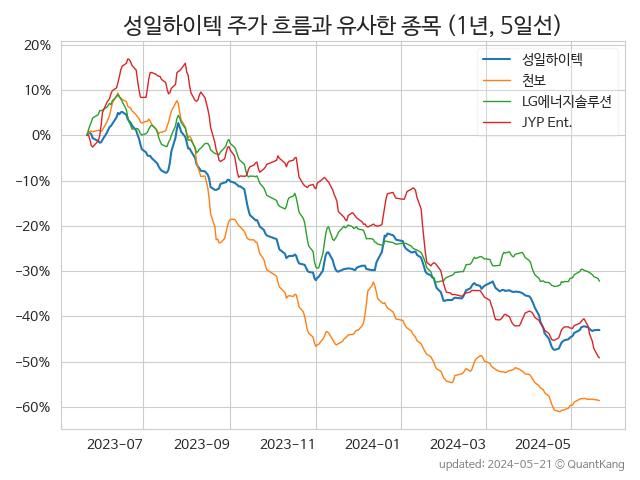 성일하이텍 주가 흐름과 유사한 종목 (1년, 5일선)
20%
10%
0%
−10%
−20%
−30%
−40%
−50%
−60%
성일하이텍
천보
LG에너지솔루션
JYP Ent.
2023−07 2023−09 2023−11 2024−01 2024−03 2024−05
updated: 2024-05-21 © QuantKang